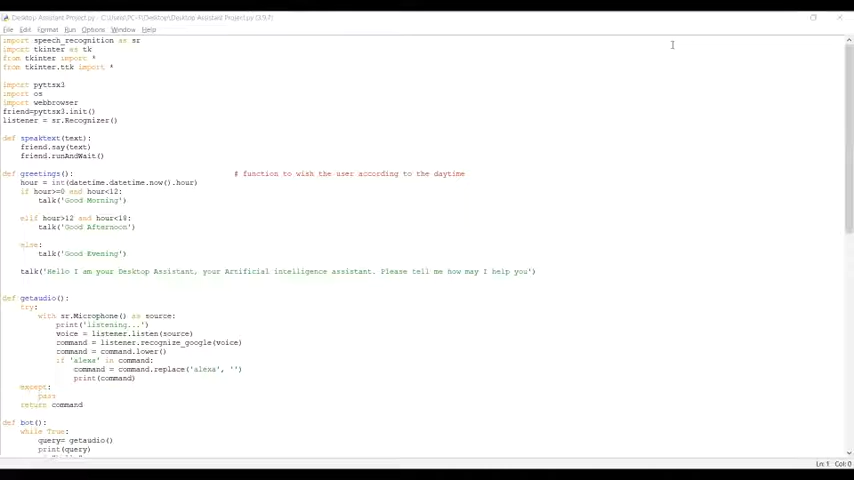 Desktop Assistant Project.py - C:\Users\PC-1\Desktop\Desktop Assistant Project.py (3.9.7)
File Edit Format Run Options Window Help
import speech_recognition as sr
import tkinter as tk
from tkinter import *
from tkinter.ttk import *
import pyttsx3
import os
import webbrowser
friend=pyttsx3.init()
listener = sr.Recognizer()
def speaktext(text):
friend.say(text)
friend.runAndWait()
def greetings(): # function to wish the user according to the daytime
hour = int(datetime.datetime.now().hour)
if hour>=0 and hour<12:
talk('Good Morning')
elif hour>12 and hour<18:
talk('Good Afternoon')
else:
talk('Good Evening')
talk('Hello I am your Desktop Assistant, your Artificial intelligence assistant. Please tell me how may I help you')
def getaudio():
try:
with sr.Microphone() as source:
print('listening...')
voice = listener.listen(source)
command = listener.recognize_google(voice)
command = command.lower()
if 'alexa' in command:
command = command.replace('alexa', '')
print(command)
except:
pass
return command
def bot():
while True:
query= getaudio()
print(query)
Ln: 1 Col: 0